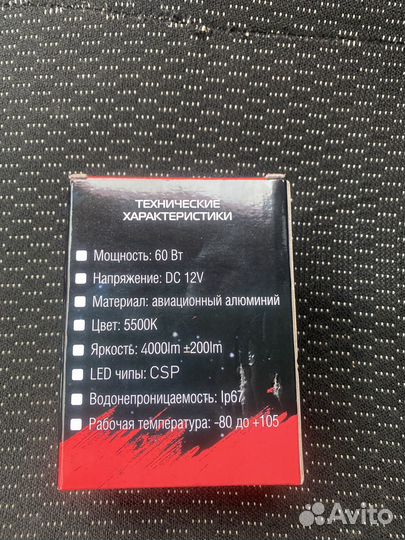 ТЕХНИЧЕСКИЕ
ХАРАКТЕРИСТИКИ
Мощность: 60 Вт
Напряжение: DC 12V
Материал: авиационный алюминий
Цвет: 5500K
Яркость: 4000lm ±200lm
LED чипы: CSP
Водонепроницаемость: Ip67
Рабочая температура: -80 до +105
Avito